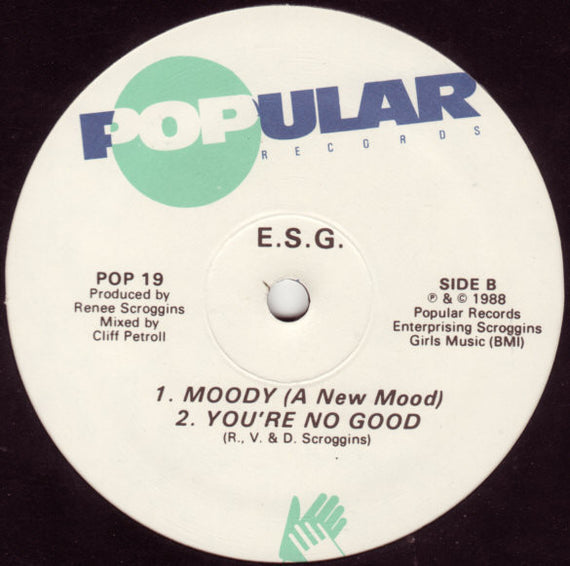 POPULAR
RECORDS
E.S.G.
POP 19
Produced by
Renee Scroggins
Mixed by
Cliff Petroll
SIDE B
℗ & © 1988
Popular Records
Enterprising Scroggins
Girls Music (BMI)
1. MOODY (A New Mood)
2. YOU'RE NO GOOD
(R., V. & D. Scroggins)